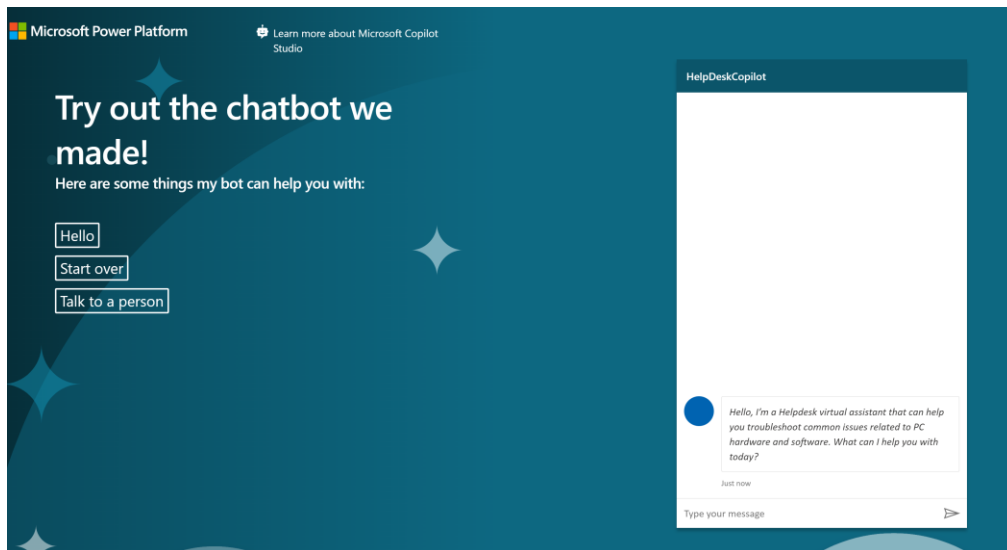 Microsoft Power Platform
Learn more about Microsoft Copilot
Studio
Try out the chatbot we
made!
Here are some things my bot can help you with:
Hello
Start over
Talk to a person
HelpDeskCopilot
Hello, I'm a Helpdesk virtual assistant that can help
you troubleshoot common issues related to PC
hardware and software. What can I help you with
today?
Just now
Type your message